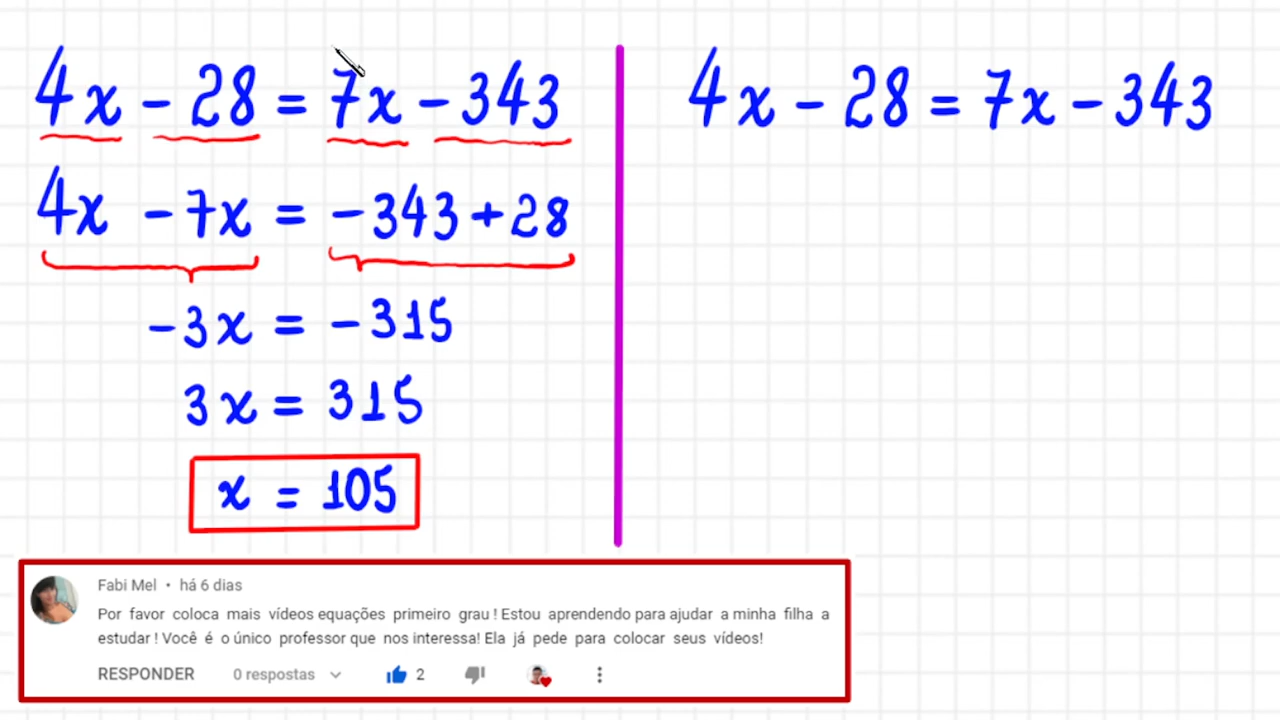 4x - 28 = 7x - 343
4x - 7x = -343 + 28
-3x = -315
3x = 315
x = 105
4x - 28 = 7x - 343
Fabi Mel • há 6 dias
Por favor coloca mais vídeos equações primeiro grau ! Estou aprendendo para ajudar a minha filha a
estudar ! Você é o único professor que nos interessa! Ela já pede para colocar seus vídeos!
RESPONDER 0 respostas 2